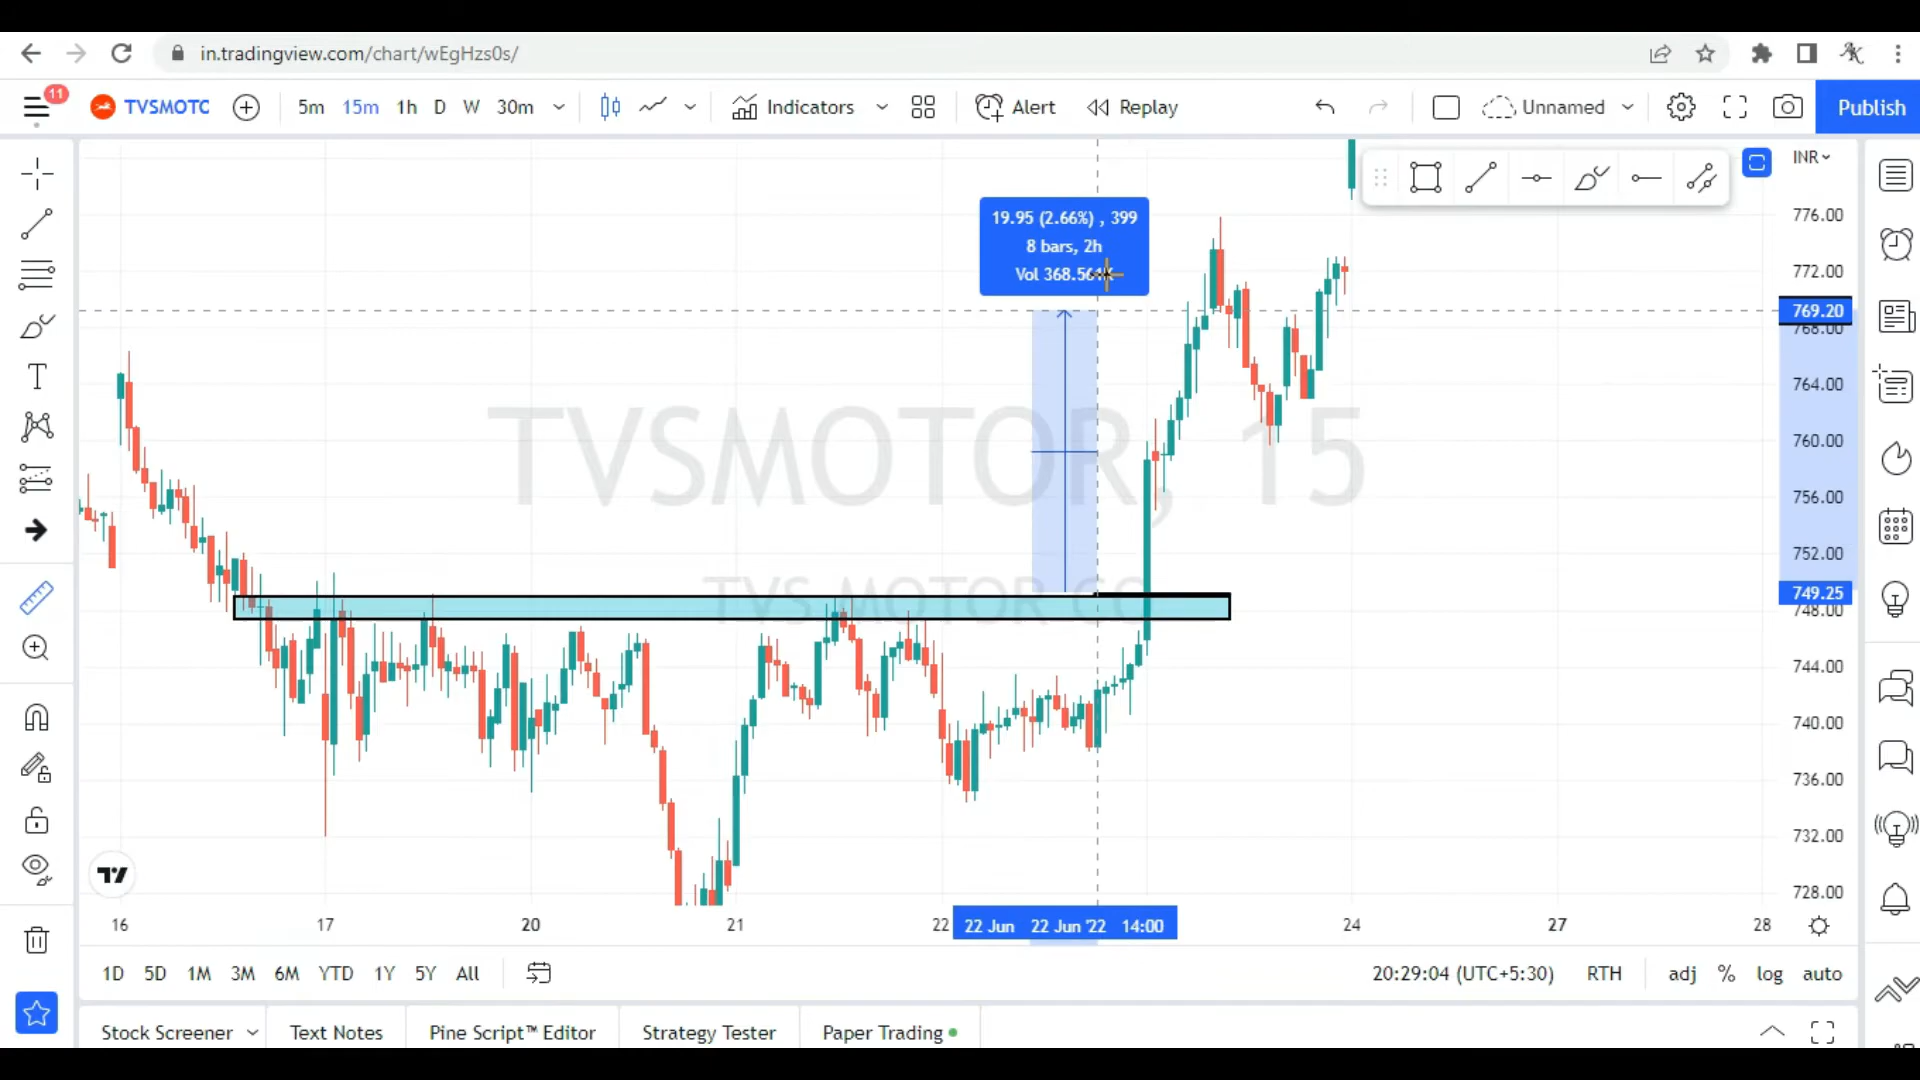 in.tradingview.com/chart/wEgHzs0s/
11
TVSMOTC 5m 15m 1h D W 30m Indicators Alert Replay Unnamed Publish
INR
776.00
772.00
769.20
768.00
764.00
760.00
756.00
752.00
749.25
748.00
744.00
740.00
736.00
732.00
728.00
19.95 (2.66%) , 399
8 bars, 2h
TVSMOTOR, 15
TVS MOTOR CO
16 17 20 21 22 22 Jun 22 Jun '22 14:00 24 27 28
1D 5D 1M 3M 6M YTD 1Y 5Y All 20:29:04 (UTC+5:30) RTH adj % log auto
Stock Screener Text Notes Pine Script™ Editor Strategy Tester Paper Trading